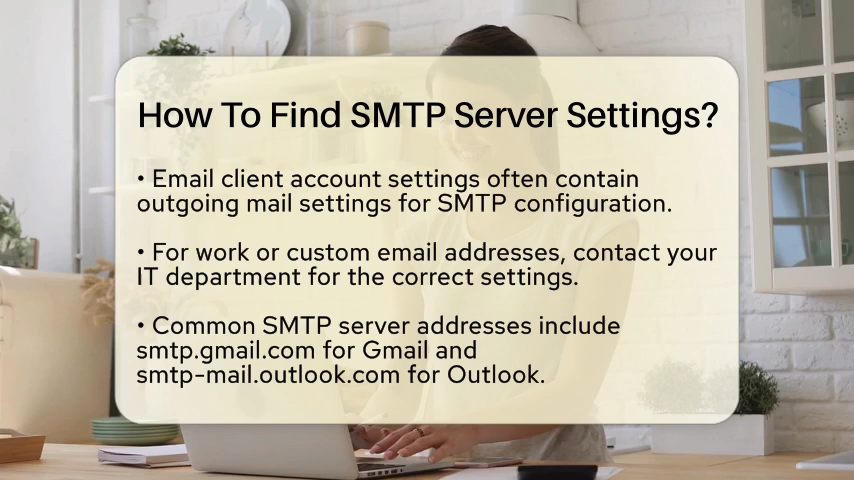 How To Find SMTP Server Settings?
• Email client account settings often contain
outgoing mail settings for SMTP configuration.
• For work or custom email addresses, contact your
IT department for the correct settings.
• Common SMTP server addresses include
smtp.gmail.com for Gmail and
smtp-mail.outlook.com for Outlook.